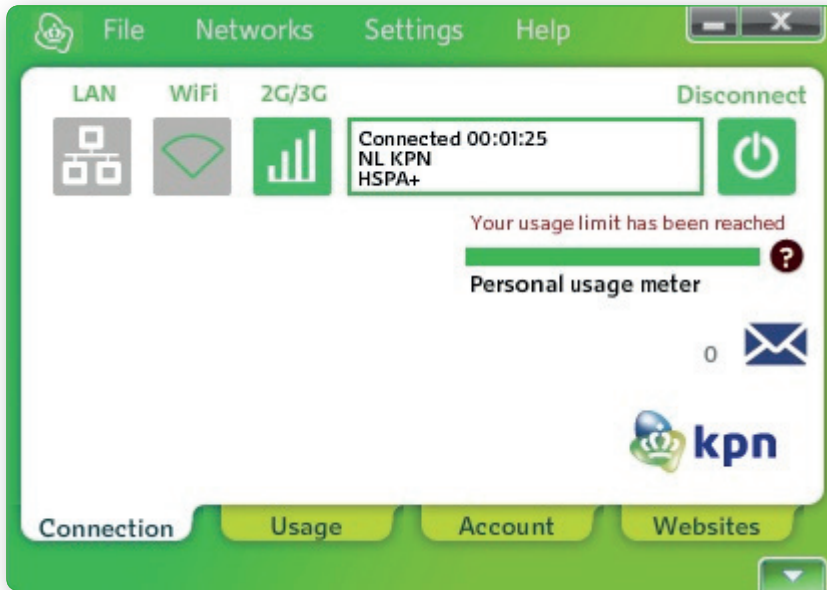 File Networks Settings Help
LAN WiFi 2G/3G Disconnect
Connected 00:01:25
NL KPN
HSPA+
Your usage limit has been reached
?
Personal usage meter
0
kpn
Connection Usage Account Websites